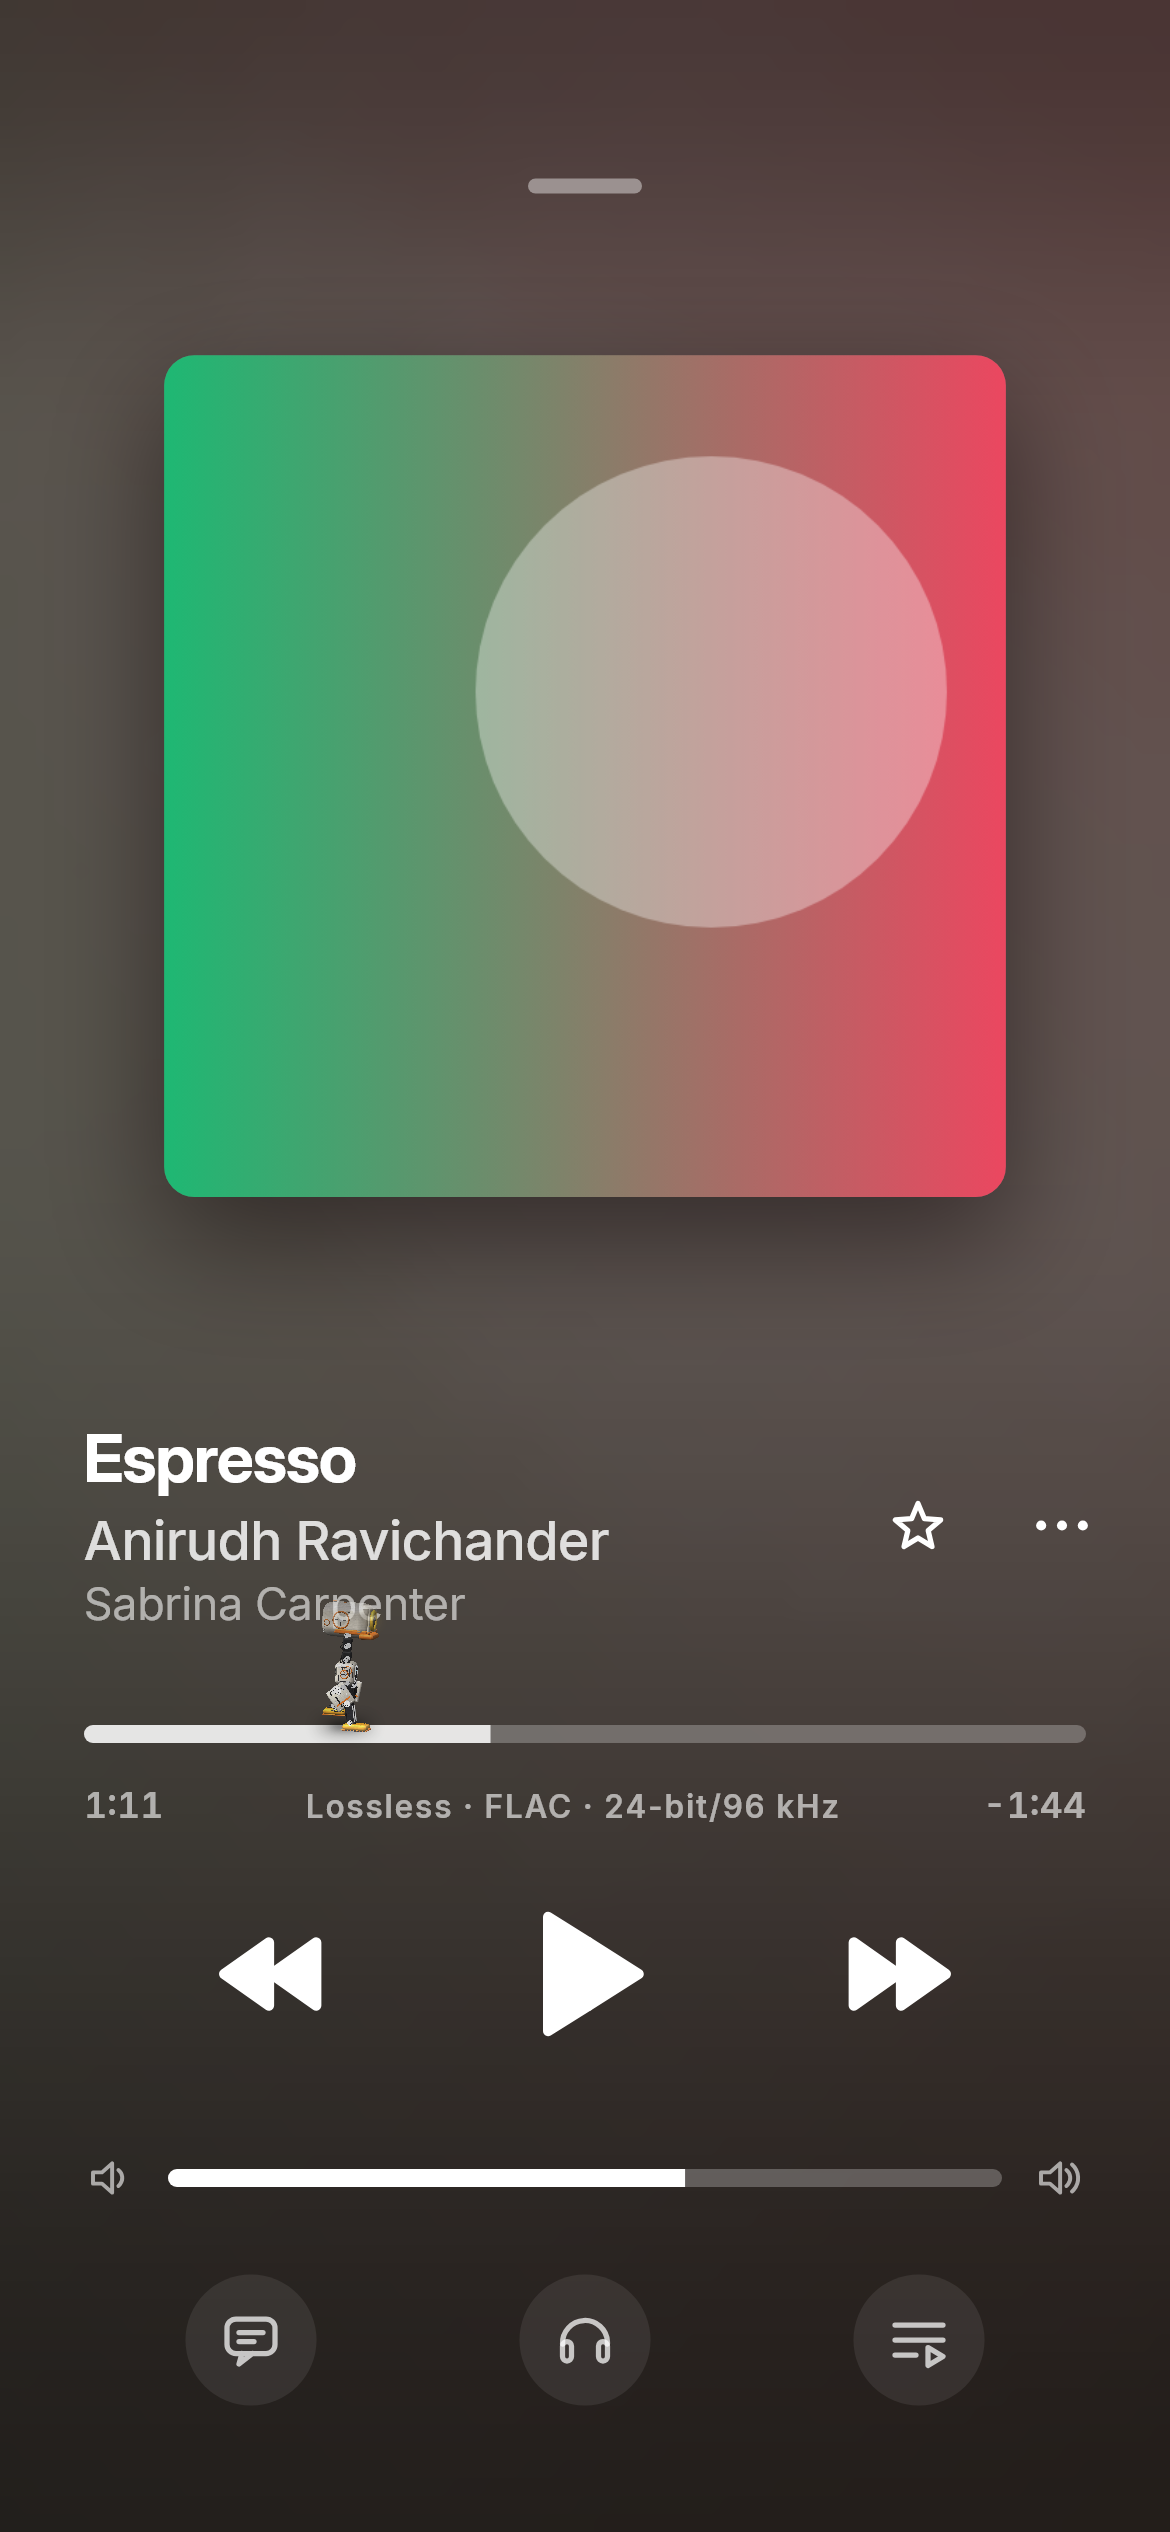 Espresso
Anirudh Ravichander
Sabrina Carpenter
1:11 Lossless · FLAC · 24-bit/96 kHz -1:44